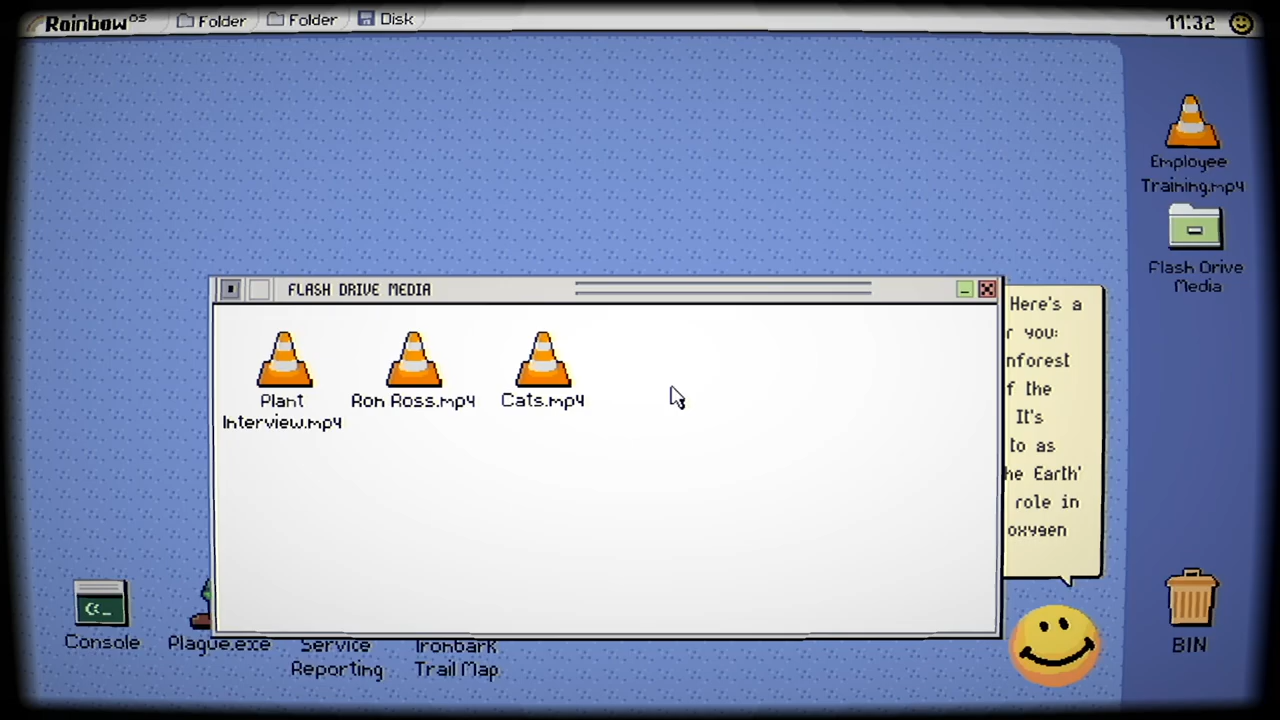 Rainbow OS
Folder
Folder
Disk
11:32
Employee
Training.mp4
Flash Drive
Media
FLASH DRIVE MEDIA
Plant
Interview.mp4
Ron Ross.mp4
Cats.mp4
Here's a
you:
of the
It's
to as
Earth'
role in
oxygen
Console
Plague.exe
Service
Reporting
Ironbark
Trail Map
BIN